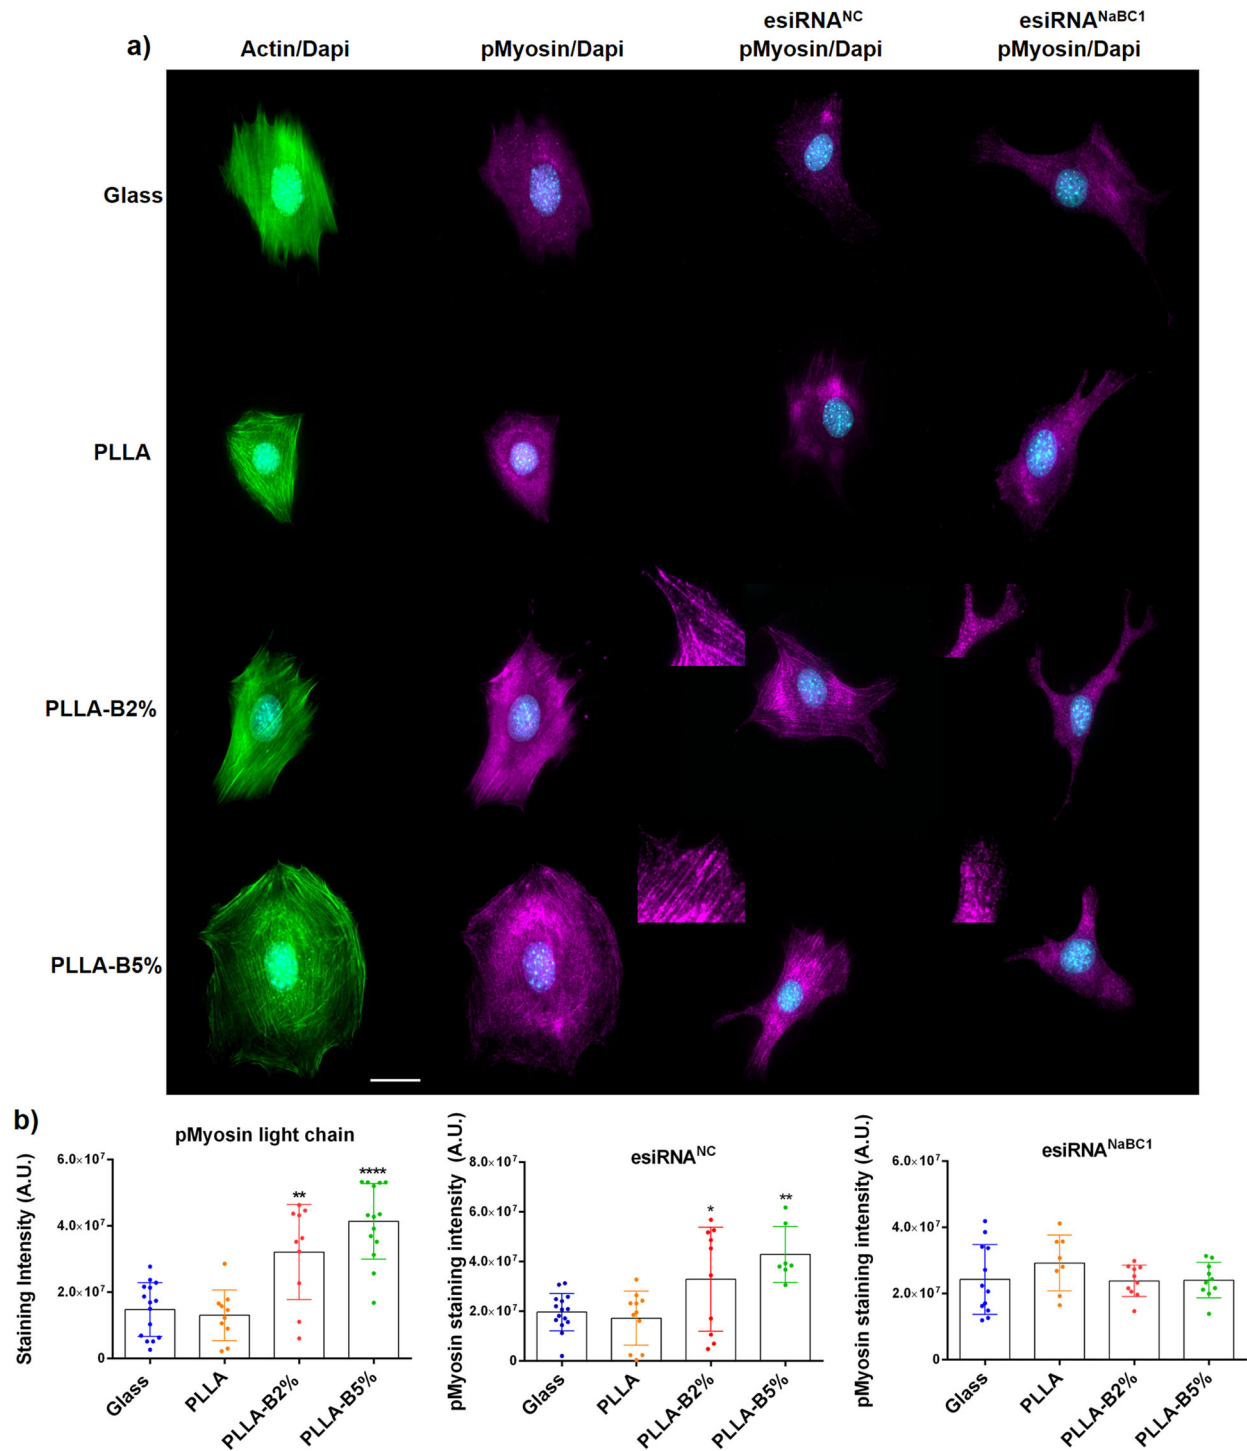 a)
Actin/Dapi
pMyosin/Dapi
esiRNA^NC
pMyosin/Dapi
esiRNA^NaBC1
pMyosin/Dapi
Glass
PLLA
PLLA-B2%
PLLA-B5%
b)
pMyosin light chain
Staining Intensity (A.U.)
6.0×10^7
4.0×10^7
2.0×10^7
0
**
****
Glass
PLLA
PLLA-B2%
PLLA-B5%
esiRNA^NC
pMyosin staining intensity (A.U.)
8.0×10^7
6.0×10^7
4.0×10^7
2.0×10^7
0
*
**
Glass
PLLA
PLLA-B2%
PLLA-B5%
esiRNA^NaBC1
pMyosin staining intensity (A.U.)
6.0×10^7
4.0×10^7
2.0×10^7
0
Glass
PLLA
PLLA-B2%
PLLA-B5%